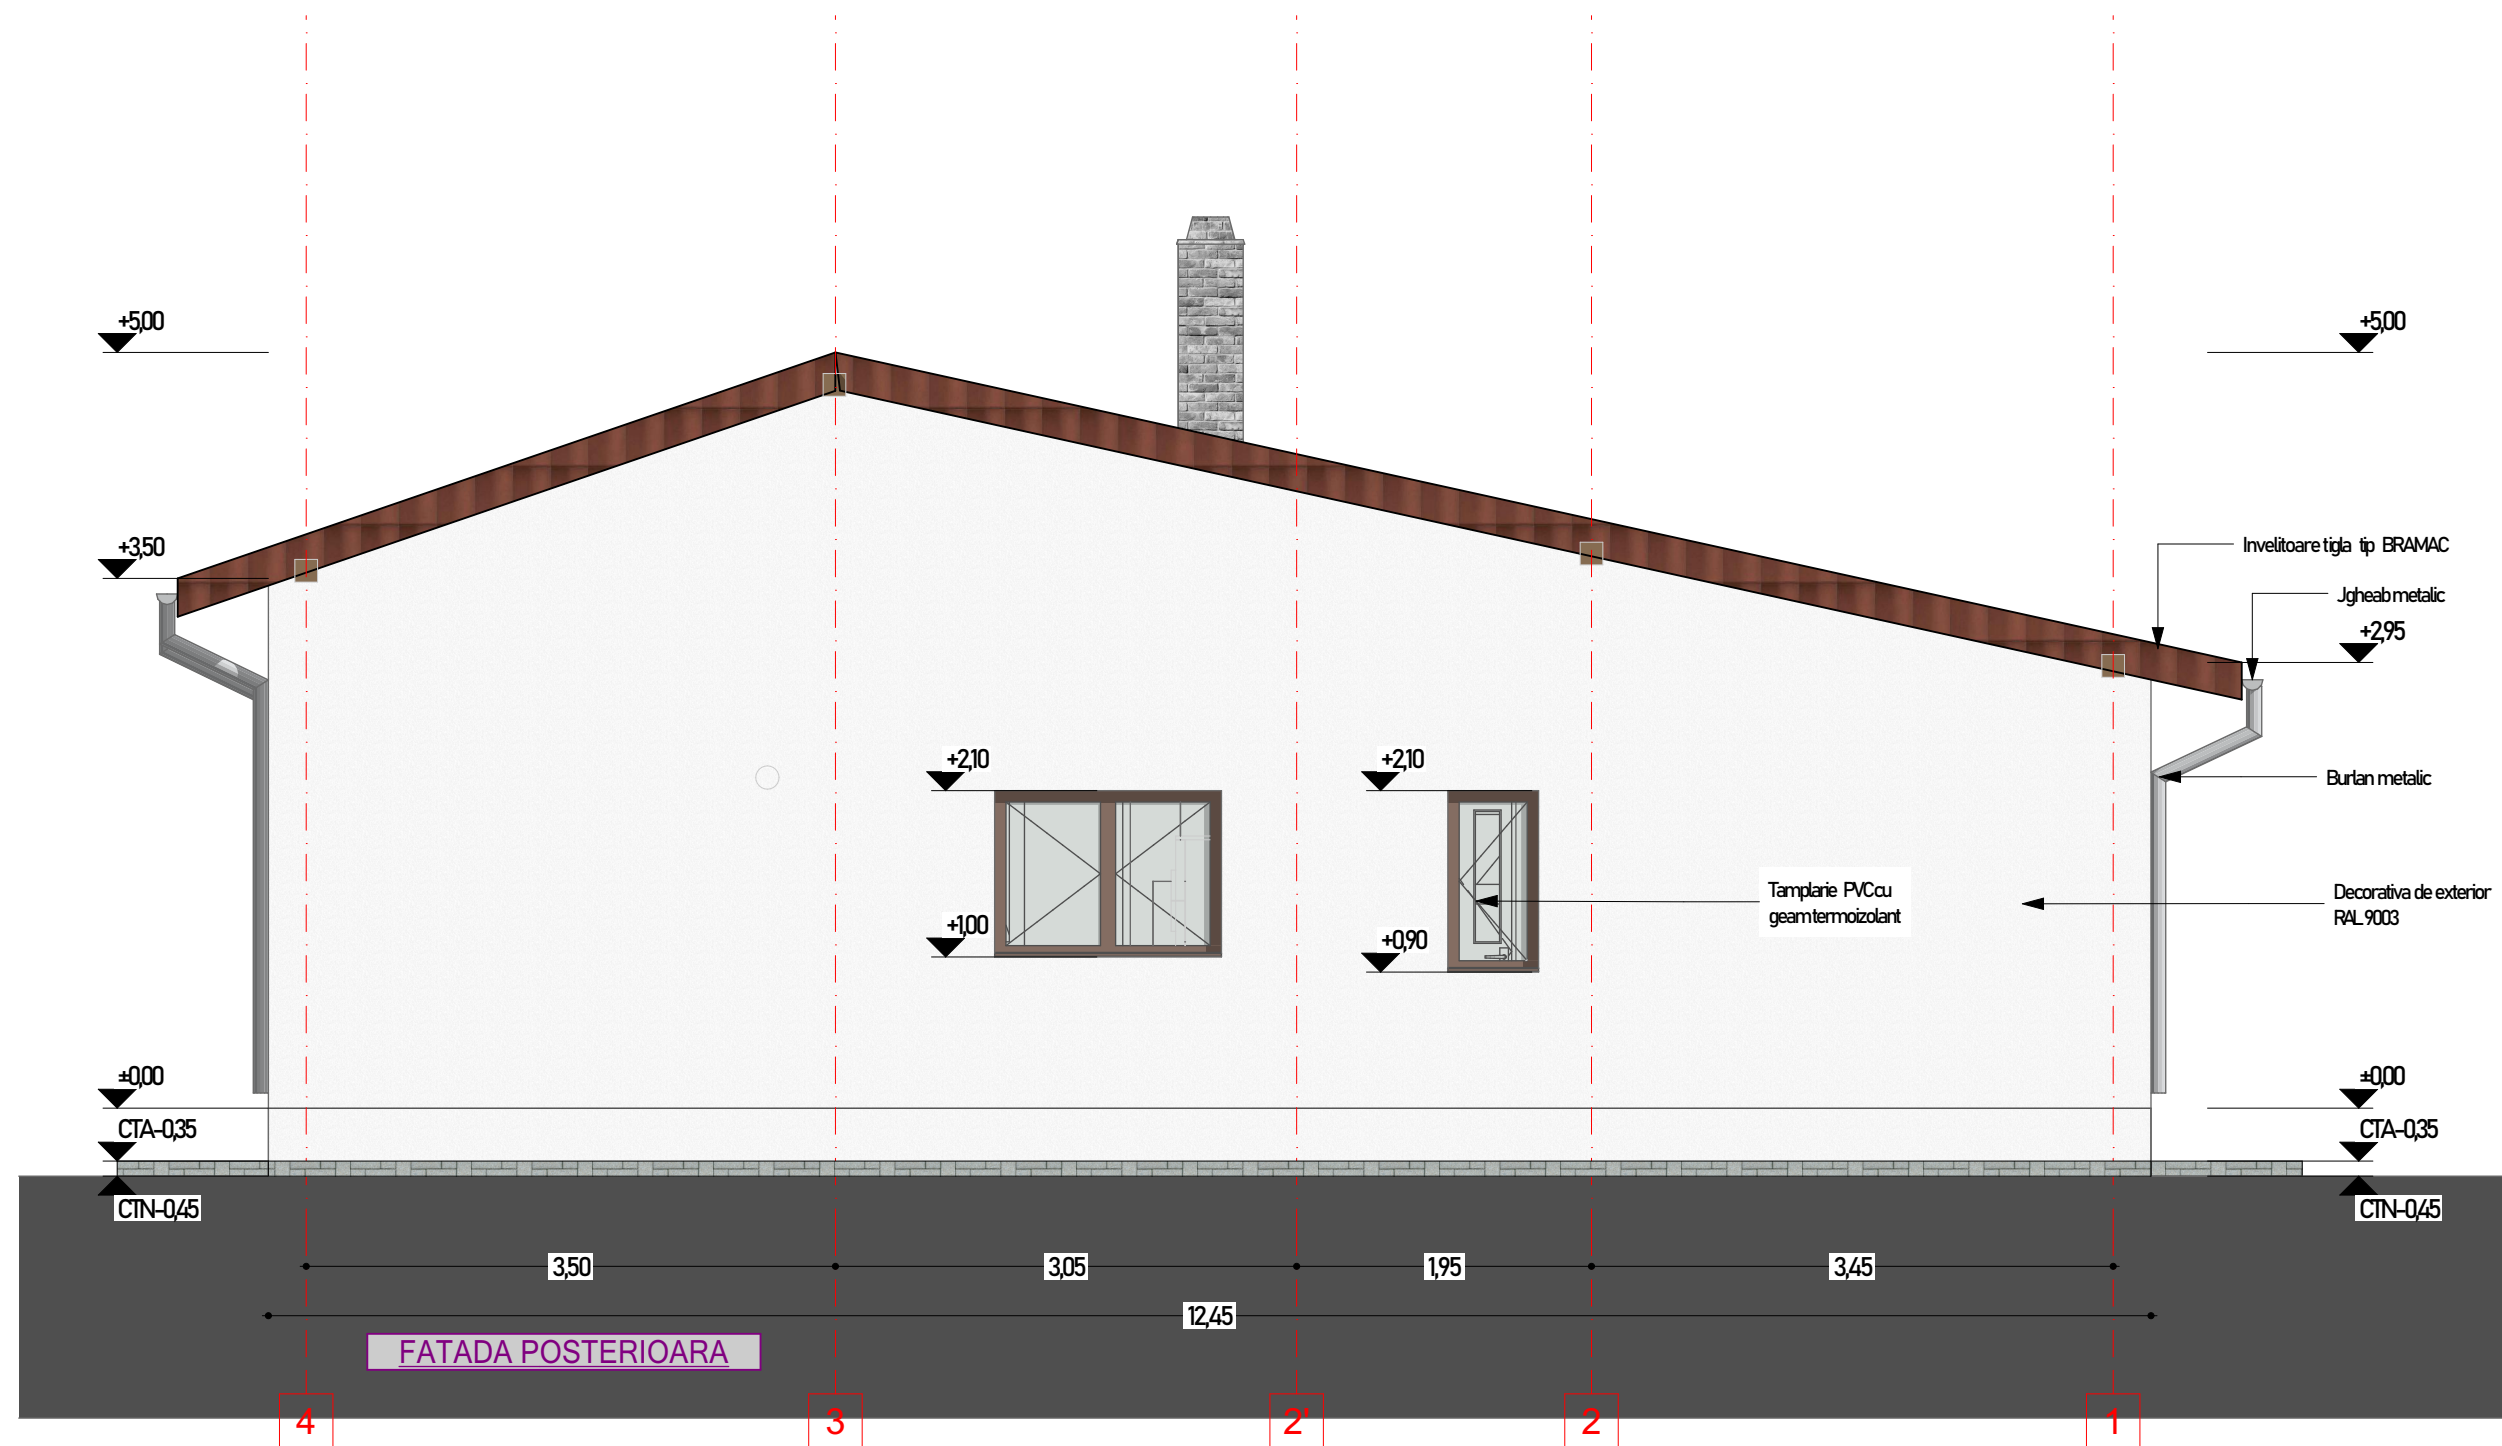 +5,00
+5,00
+3,50
Invelitoare tigla tip BRAMAC
Jgheab metalic
+2,95
+2,10
+2,10
Burlan metalic
Tamplarie PVC cu
geam termoizolant
Decorativa de exterior
RAL 9003
+1,00
+0,90
±0,00
±0,00
CTA-0,35
CTA-0,35
CTN-0,45
CTN-0,45
3,50
3,05
1,95
3,45
12,45
FATADA POSTERIOARA
4
3
2'
2
1